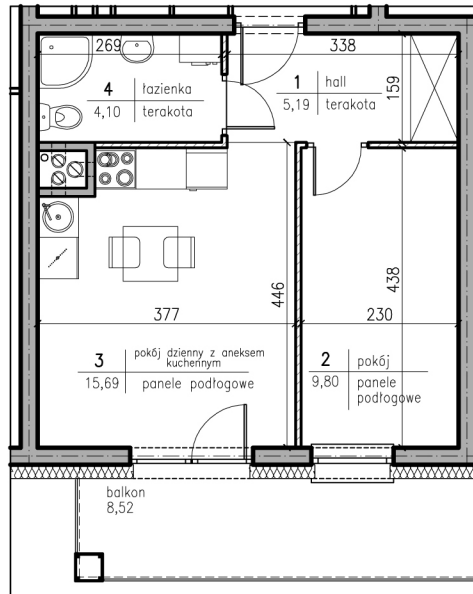 269
338
4 łazienka
4,10 terakota
1 hall
5,19 terakota
159
446
438
377
230
3 pokój dzienny z aneksem
kuchennym
15,69 panele podłogowe
2 pokój
9,80 panele
podłogowe
balkon
8,52